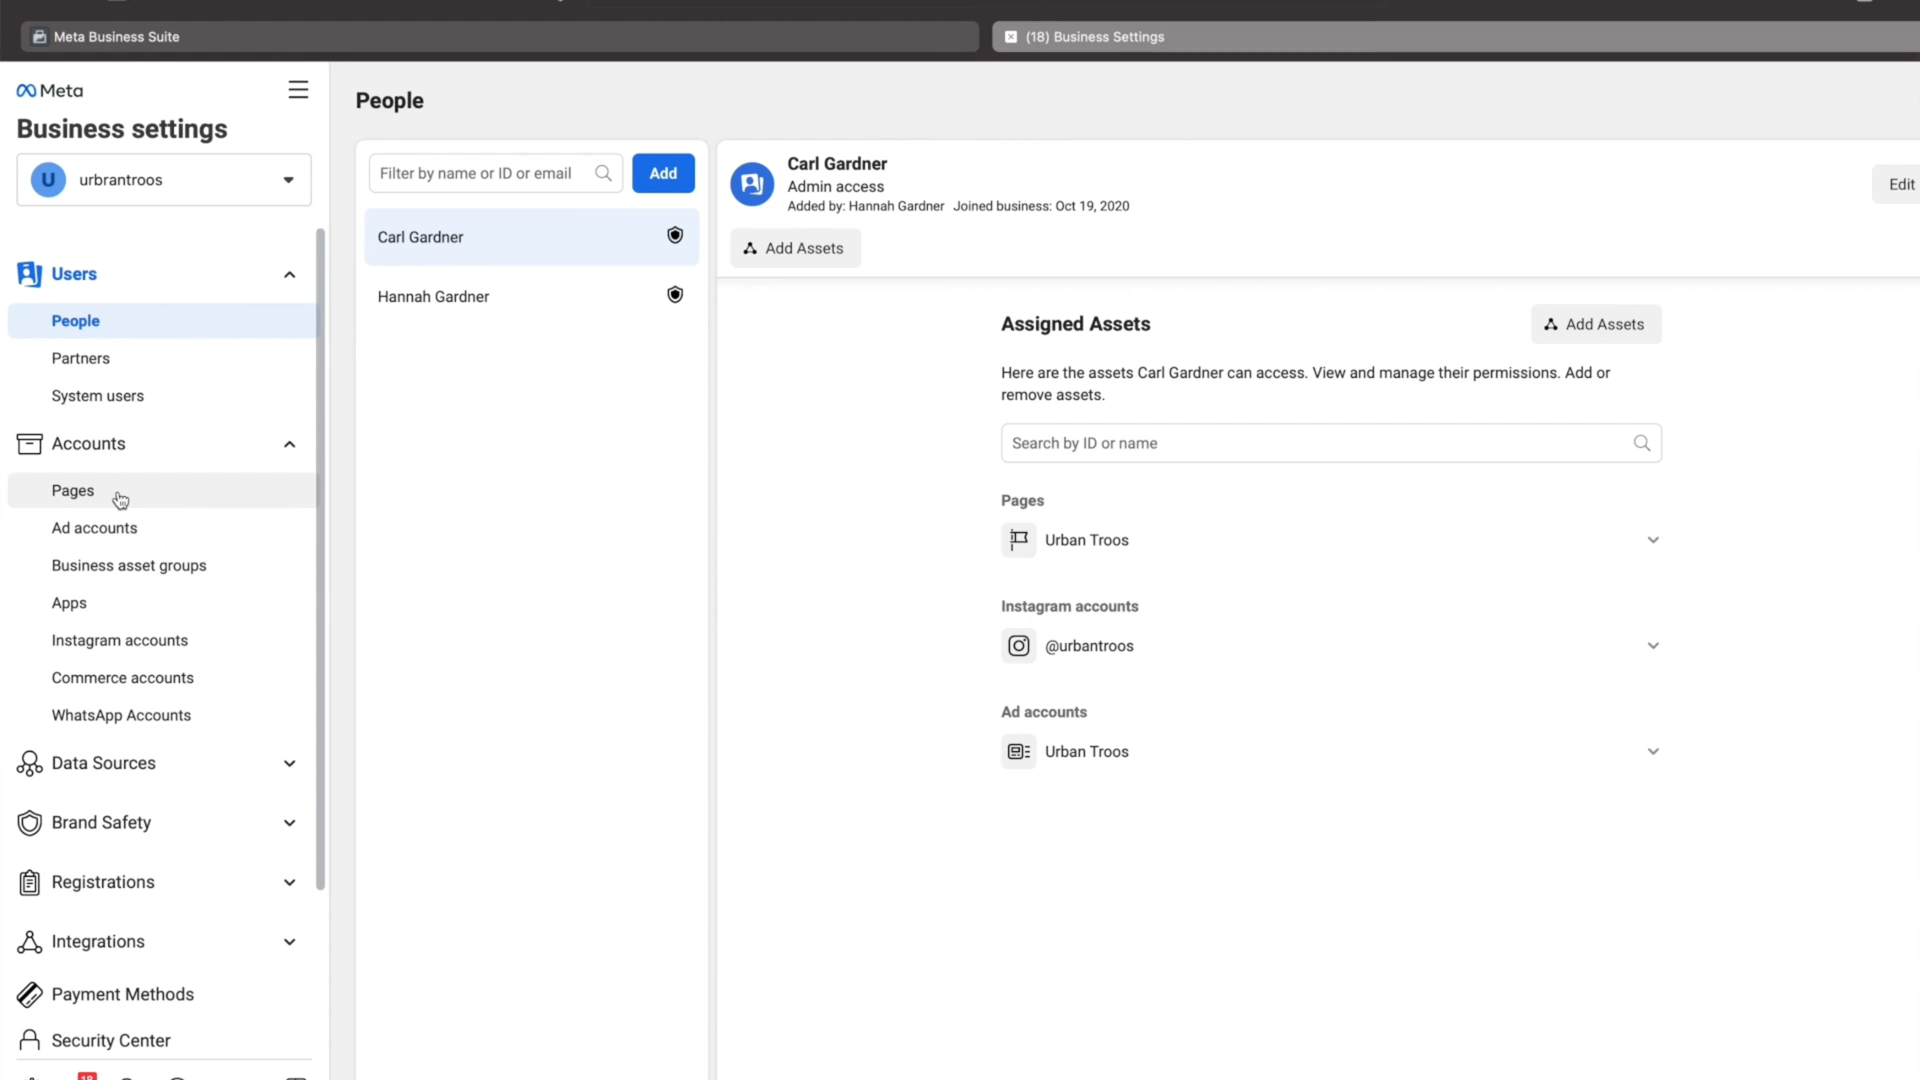 Meta Business Suite
(18) Business Settings
Meta
Business settings
U urbrantroos
Users
People
Partners
System users
Accounts
Pages
Ad accounts
Business asset groups
Apps
Instagram accounts
Commerce accounts
WhatsApp Accounts
Data Sources
Brand Safety
Registrations
Integrations
Payment Methods
Security Center
18
People
Filter by name or ID or email
Add
Carl Gardner
Hannah Gardner
Carl Gardner
Admin access
Added by: Hannah Gardner Joined business: Oct 19, 2020
Edit
Add Assets
Assigned Assets
Add Assets
Here are the assets Carl Gardner can access. View and manage their permissions. Add or
remove assets.
Search by ID or name
Pages
Urban Troos
Instagram accounts
@urbantroos
Ad accounts
Urban Troos